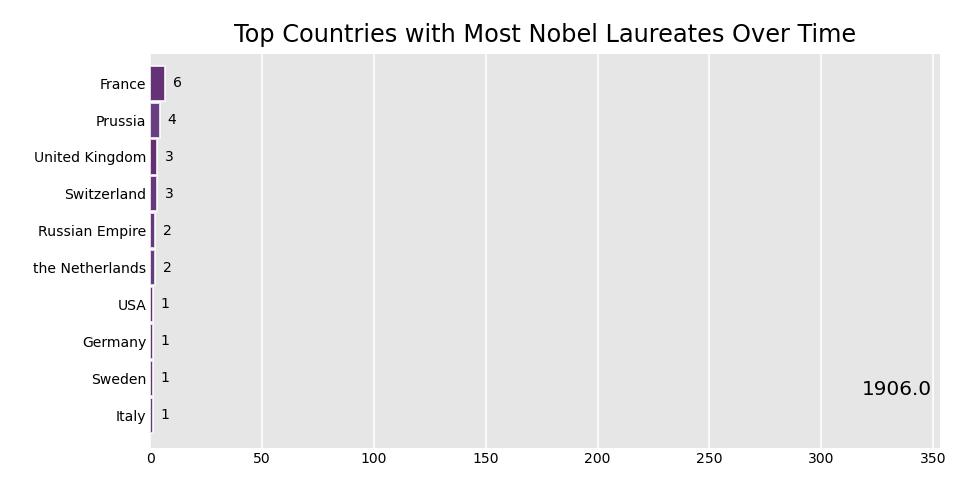 Top Countries with Most Nobel Laureates Over Time
France 6
Prussia 4
United Kingdom 3
Switzerland 3
Russian Empire 2
the Netherlands 2
USA 1
Germany 1
Sweden 1
1906.0
Italy 1
0 50 100 150 200 250 300 350